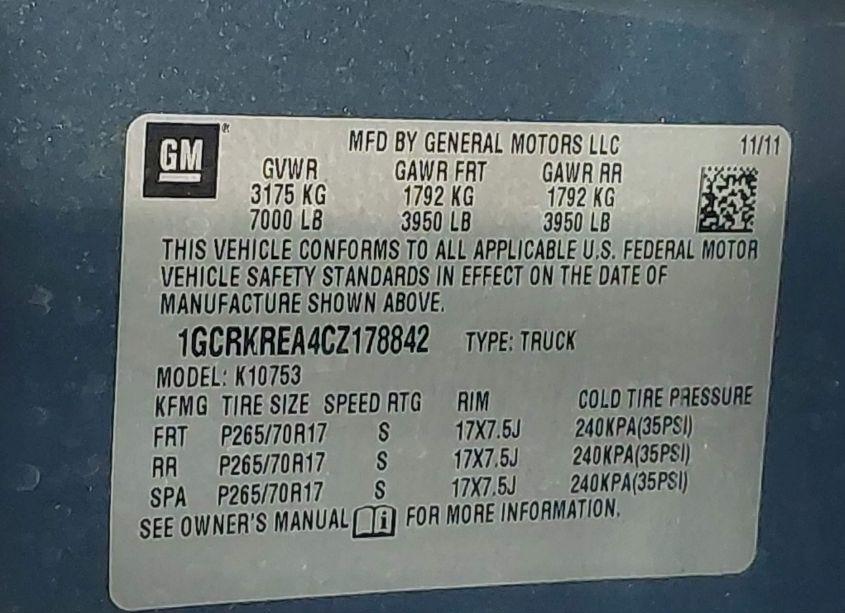 GM®
MFD BY GENERAL MOTORS LLC 11/11
GVWR GAWR FRT GAWR RR
3175 KG 1792 KG 1792 KG
7000 LB 3950 LB 3950 LB
THIS VEHICLE CONFORMS TO ALL APPLICABLE U.S. FEDERAL MOTOR
VEHICLE SAFETY STANDARDS IN EFFECT ON THE DATE OF
MANUFACTURE SHOWN ABOVE.
1GCRKREA4CZ178842 TYPE: TRUCK
MODEL: K10753
KFMG TIRE SIZE SPEED RTG RIM COLD TIRE PRESSURE
FRT P265/70R17 S 17X7.5J 240KPA(35PSI)
RR P265/70R17 S 17X7.5J 240KPA(35PSI)
SPA P265/70R17 S 17X7.5J 240KPA(35PSI)
SEE OWNER'S MANUAL i FOR MORE INFORMATION.